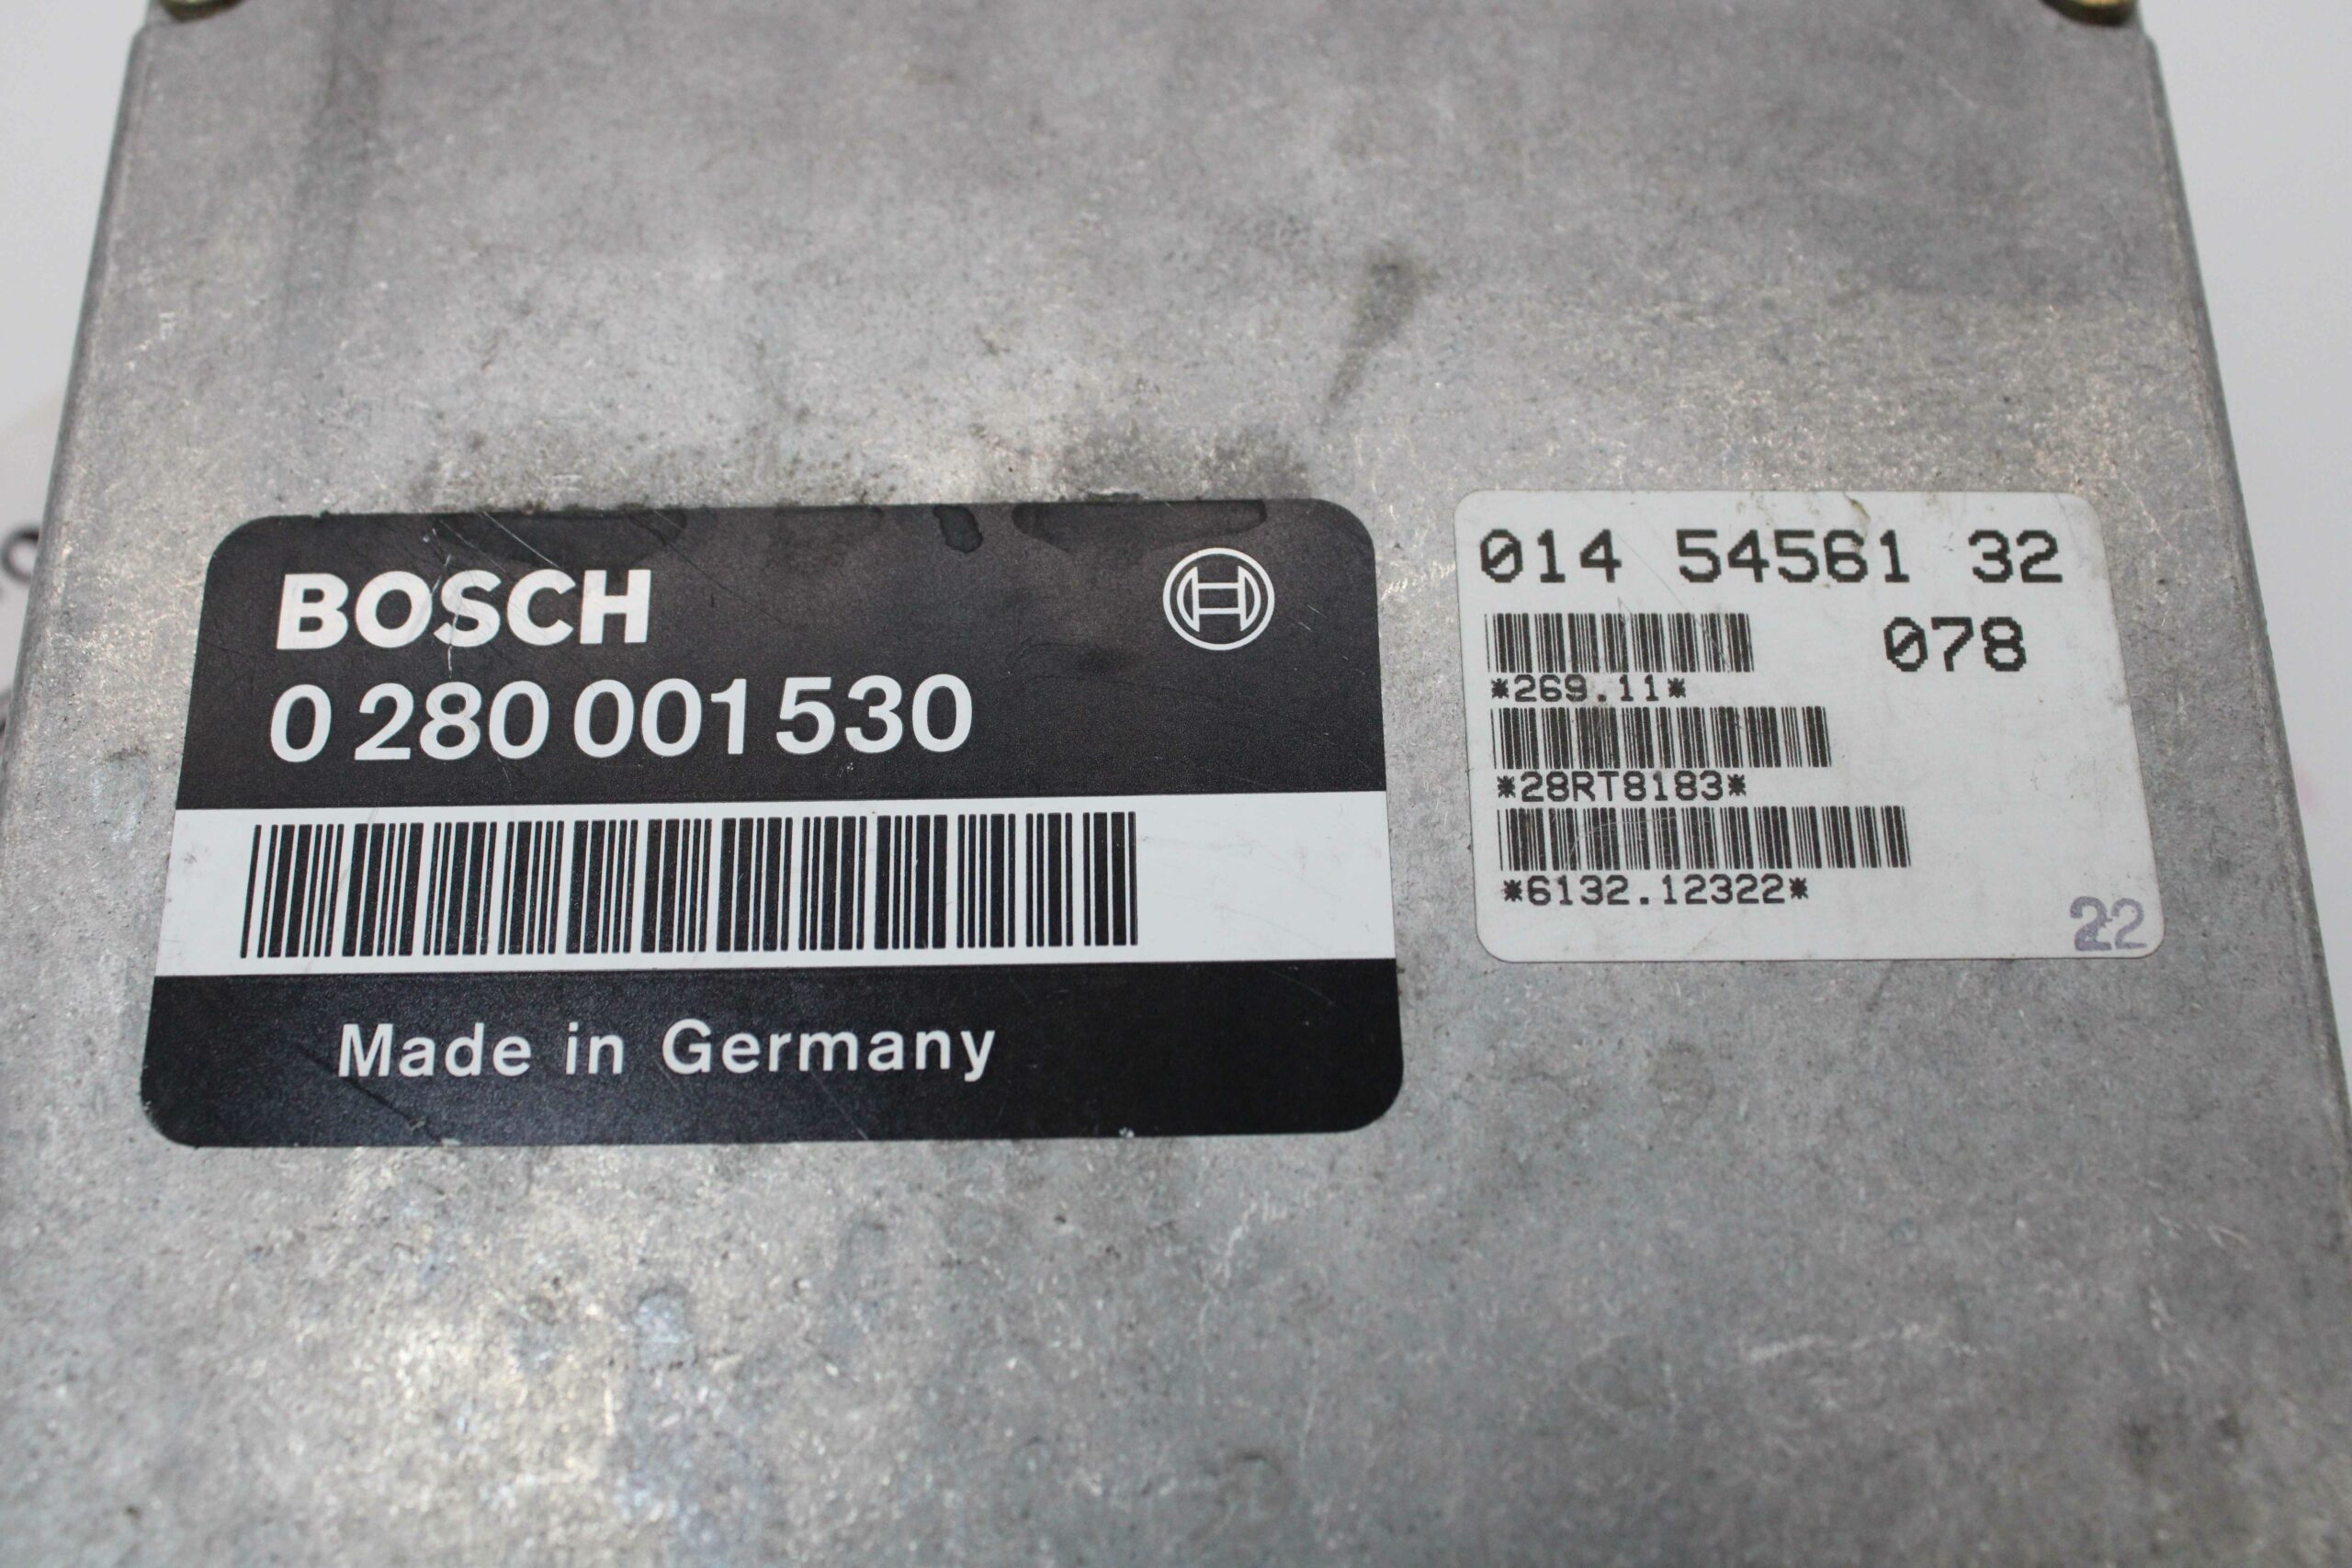 BOSCH
0 280 001 530
Made in Germany
014 54561 32
078
*269.11*
*28RT8183*
*6132.12322*
22